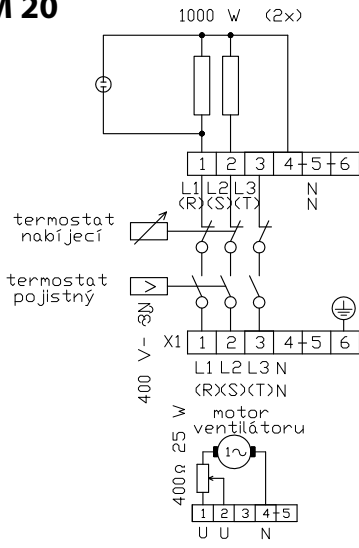 M 20
1000 W (2x)
1 2 3 4 5 6
L1 L2 L3 N
(R)(S)(T) N
termostat
nabíjecí
termostat
pojistný
400 V~ 3N
X1 1 2 3 4 5 6
L1 L2 L3 N
(R)(S)(T) N
motor
ventilátoru
25 W
1~
400Ω
1 2 3 4 5
U U N